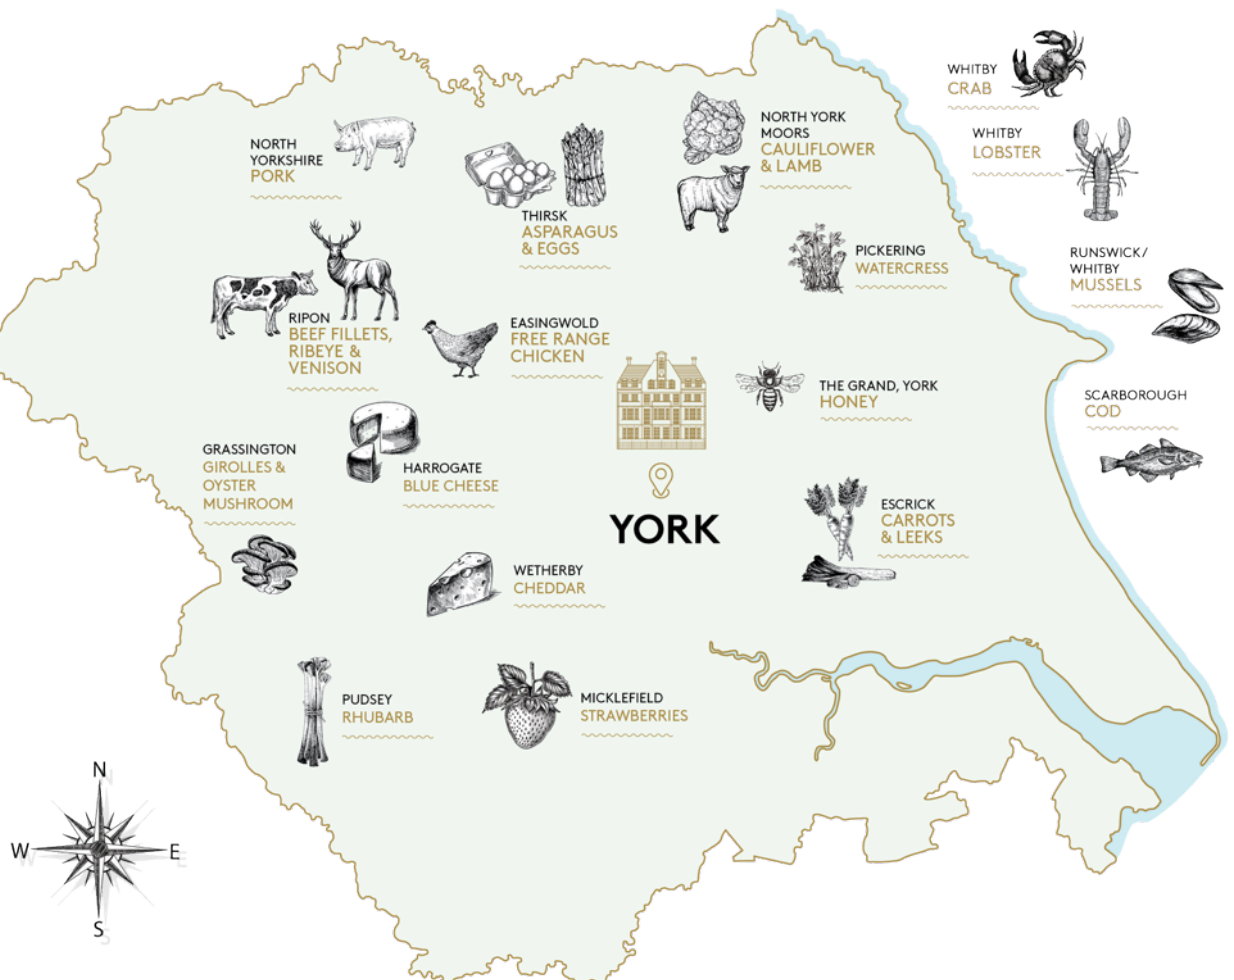 WHITBY
CRAB
WHITBY
LOBSTER
NORTH YORK
MOORS
CAULIFLOWER
& LAMB
NORTH
YORKSHIRE
PORK
THIRSK
ASPARAGUS
& EGGS
PICKERING
WATERCRESS
RUNSWICK/
WHITBY
MUSSELS
RIPON
BEEF FILLETS,
RIBEYE &
VENISON
EASINGWOLD
FREE RANGE
CHICKEN
THE GRAND, YORK
HONEY
SCARBOROUGH
COD
GRASSINGTON
GIROLLES &
OYSTER
MUSHROOM
HARROGATE
BLUE CHEESE
YORK
ESCRICK
CARROTS
& LEEKS
WETHERBY
CHEDDAR
PUDSEY
RHUBARB
MICKLEFIELD
STRAWBERRIES
N
W
E
S